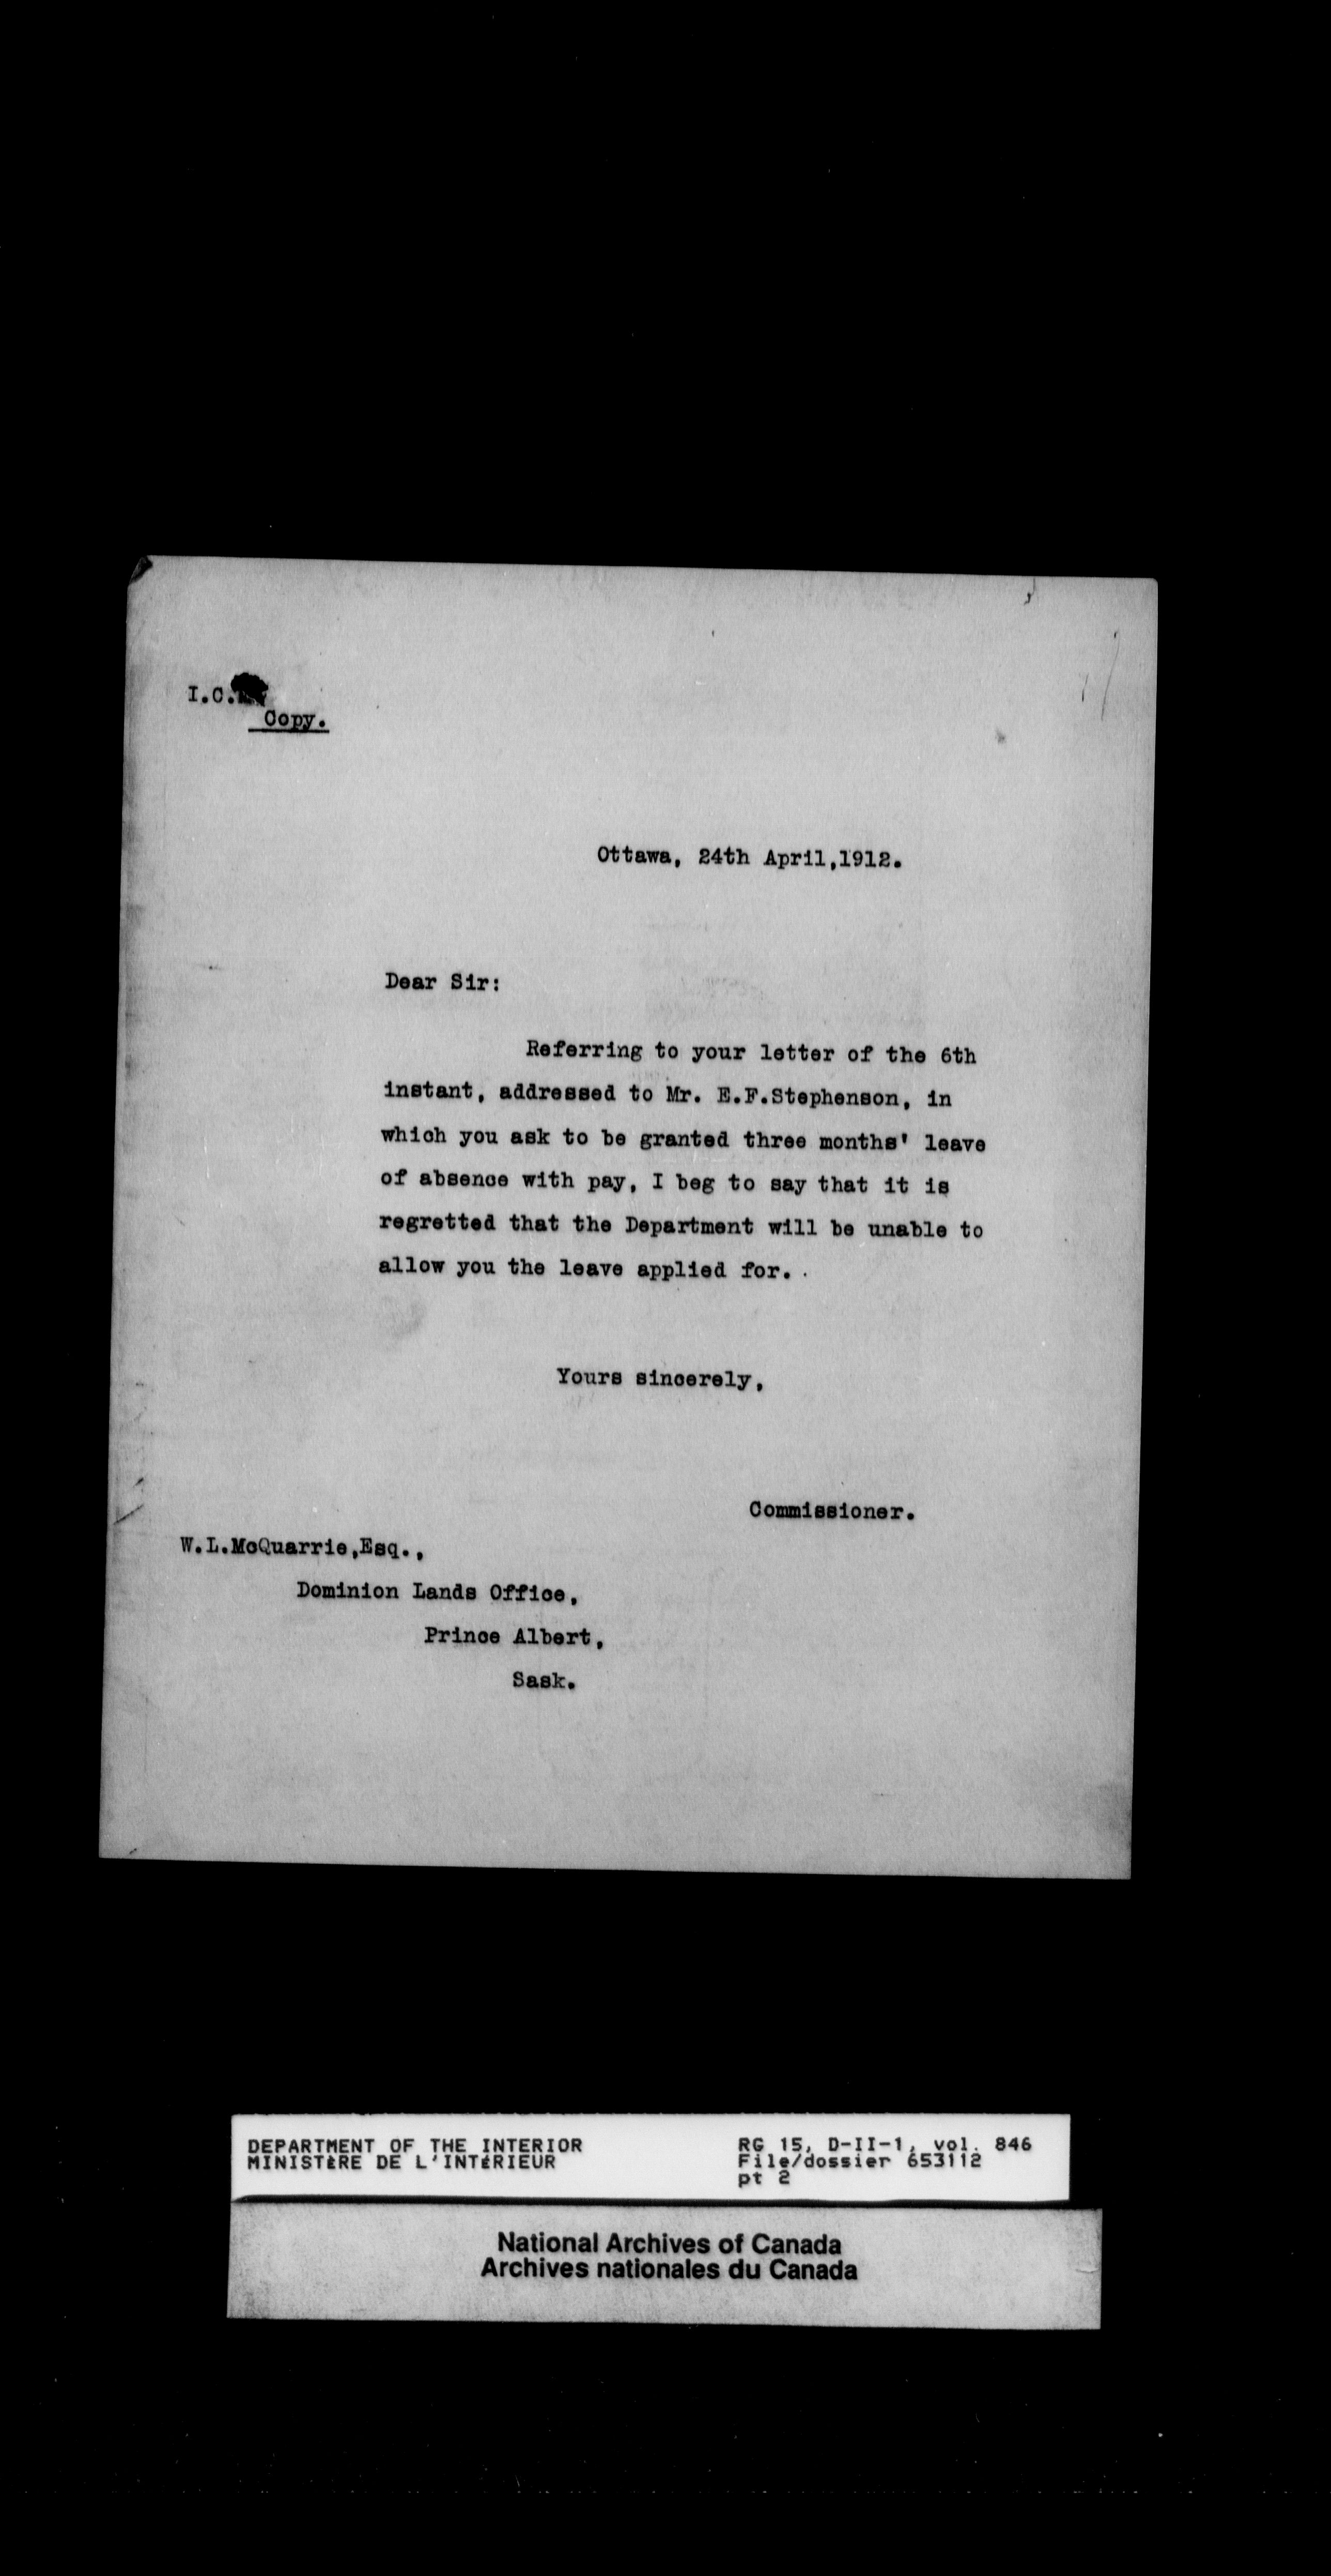 I.C.
Copy.
Ottawa, 24th April,1912.
Dear Sir:
Referring to your letter of the 6th
instant, addressed to Mr. E.F.Stephenson, in
which you ask to be granted three months' leave
of absence with pay, I beg to say that it is
regretted that the Department will be unable to
allow you the leave applied for.
Yours sincerely,
Commissioner.
W.L.McQuarrie,Esq.,
Dominion Lands Office,
Prince Albert,
Sask.
DEPARTMENT OF THE INTERIOR
MINISTÈRE DE L'INTÉRIEUR
RG 15, D-II-1, vol. 846
File/dossier 653112
pt 2
National Archives of Canada
Archives nationales du Canada